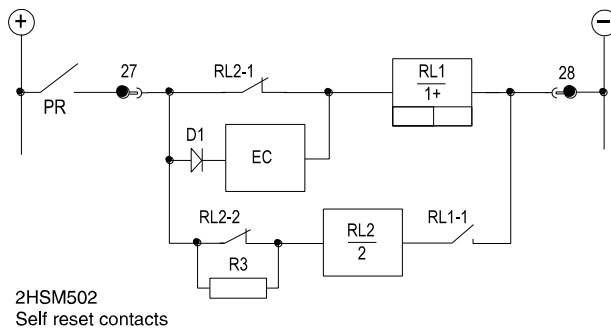 +
−
27
28
PR
RL2-1
RL1
1+
D1
EC
RL2-2
RL2
2
RL1-1
R3
2HSM502
Self reset contacts